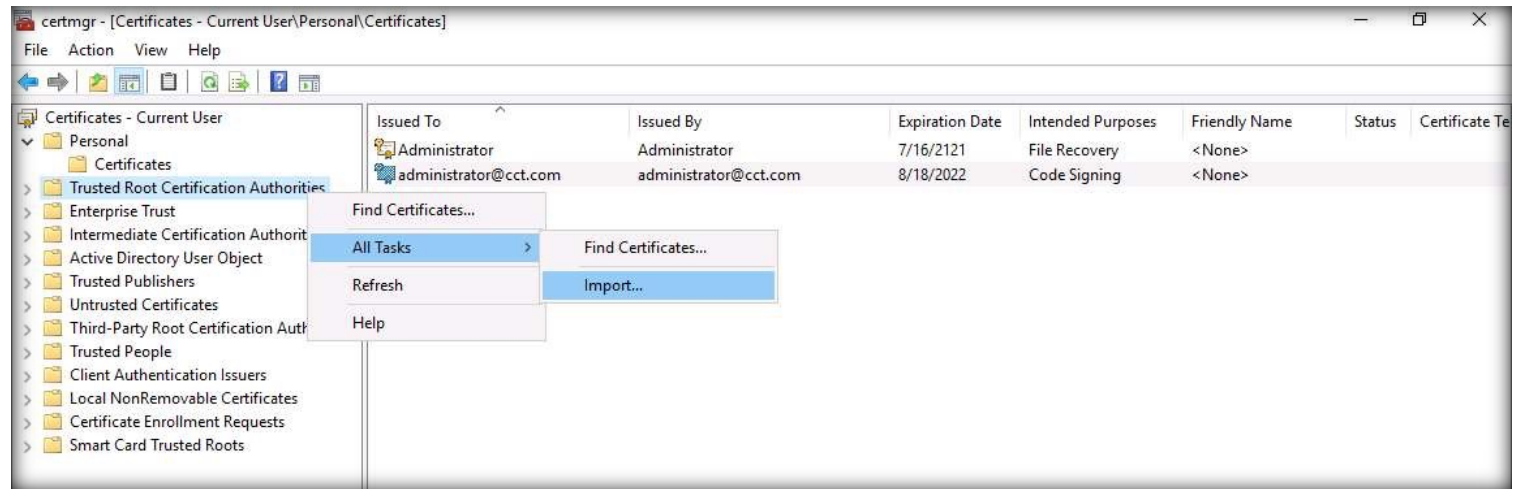 certmgr - [Certificates - Current User\Personal\Certificates]
File Action View Help
Certificates - Current User
Personal
Certificates
Trusted Root Certification Authorities
Enterprise Trust
Intermediate Certification Authorit
Active Directory User Object
Trusted Publishers
Untrusted Certificates
Third-Party Root Certification Auth
Trusted People
Client Authentication Issuers
Local NonRemovable Certificates
Certificate Enrollment Requests
Smart Card Trusted Roots
Issued To Issued By Expiration Date Intended Purposes Friendly Name Status Certificate Te
Administrator Administrator 7/16/2121 File Recovery <None>
administrator@cct.com administrator@cct.com 8/18/2022 Code Signing <None>
Find Certificates...
All Tasks
Refresh
Help
Find Certificates...
Import...